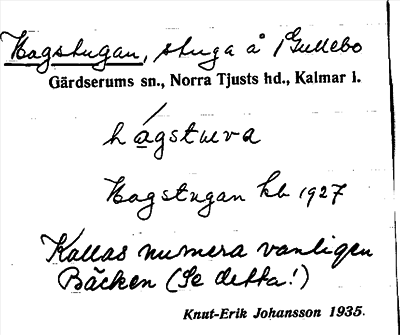 Hagstugan, stuga å Gullebo
Gärdserums sn., Norra Tjusts hd., Kalmar l.
hágstuva
Hagstugan kb 1927
Kallas numera vanligen
Bäcken (Se detta!)
Knut-Erik Johansson 1935.